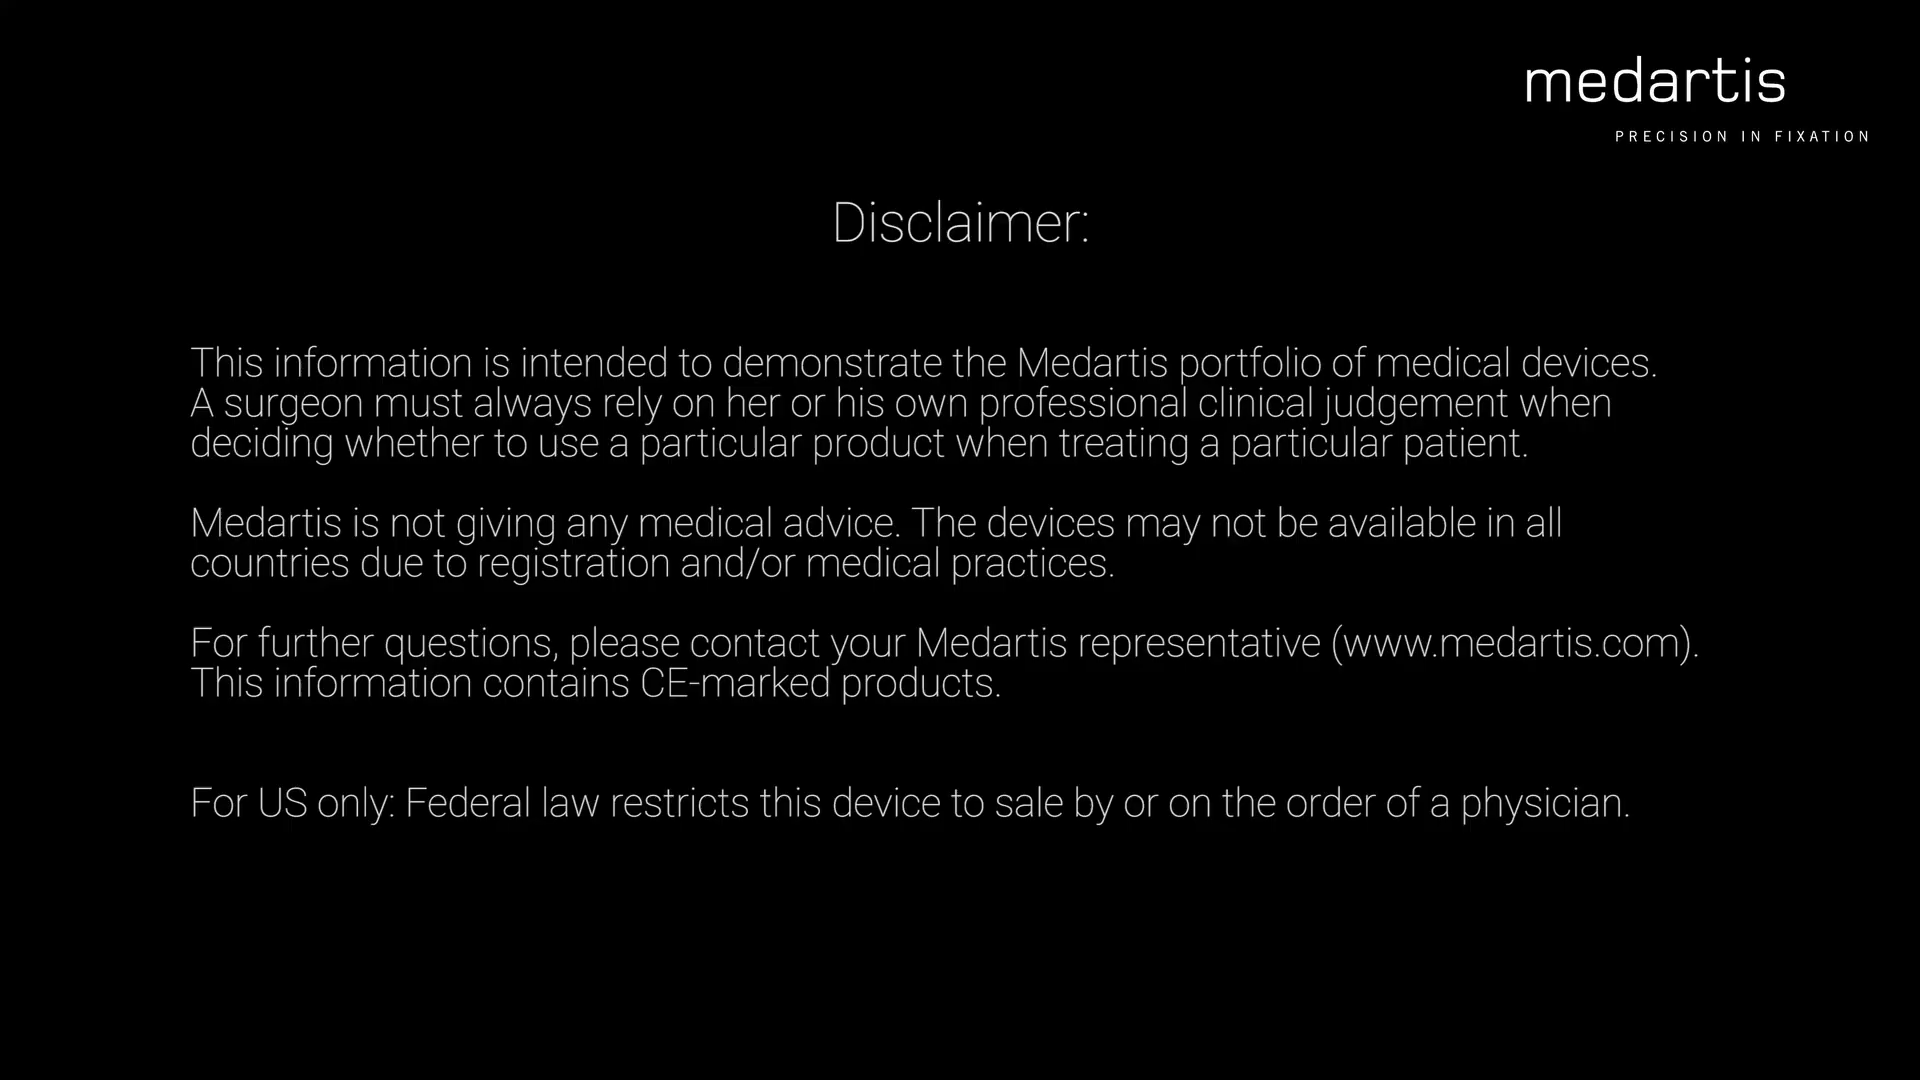 medartis
PRECISION IN FIXATION
Disclaimer:
This information is intended to demonstrate the Medartis portfolio of medical devices.
A surgeon must always rely on her or his own professional clinical judgement when
deciding whether to use a particular product when treating a particular patient.
Medartis is not giving any medical advice. The devices may not be available in all
countries due to registration and/or medical practices.
For further questions, please contact your Medartis representative (www.medartis.com).
This information contains CE-marked products.
For US only: Federal law restricts this device to sale by or on the order of a physician.